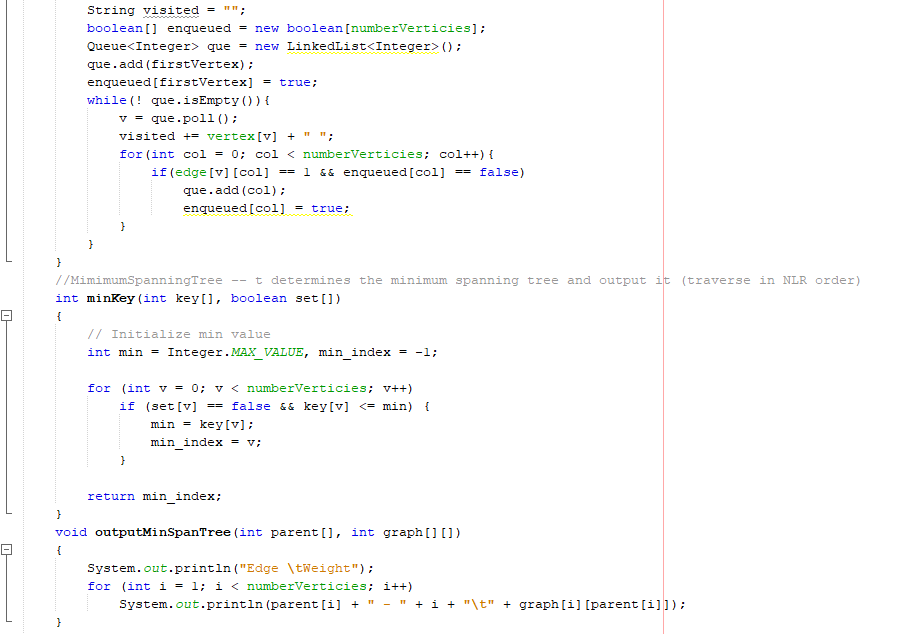 String visited = "";
boolean[] enqueued = new boolean[numberVerticies];
Queue<Integer> que = new LinkedList<Integer>();
que.add(firstVertex);
enqueued[firstVertex] = true;
while(! que.isEmpty()){
v = que.poll();
visited += vertex[v] + " ";
for(int col = 0; col < numberVerticies; col++){
if(edge[v][col] == 1 && enqueued[col] == false)
que.add(col);
enqueued[col] = true;
}
}
}
//MimimumSpanningTree -- t determines the minimum spanning tree and output it (traverse in NLR order)
int minKey(int key[], boolean set[])
{
// Initialize min value
int min = Integer.MAX_VALUE, min_index = -1;
for (int v = 0; v < numberVerticies; v++)
if (set[v] == false && key[v] <= min) {
min = key[v];
min_index = v;
}
return min_index;
}
void outputMinSpanTree(int parent[], int graph[][])
{
System.out.println("Edge \tWeight");
for (int i = 1; i < numberVerticies; i++)
System.out.println(parent[i] + " - " + i + "\t" + graph[i][parent[i]]);
}